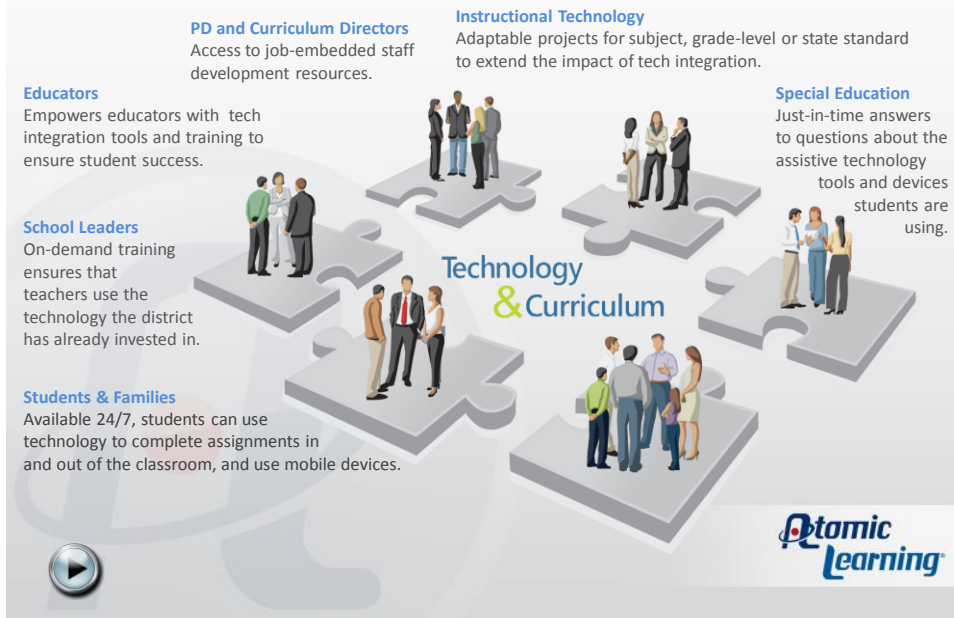 PD and Curriculum Directors
Access to job-embedded staff
development resources.
Instructional Technology
Adaptable projects for subject, grade-level or state standard
to extend the impact of tech integration.
Educators
Empowers educators with  tech
integration tools and training to
ensure student success.
Special Education
Just-in-time answers
to questions about the
assistive technology
tools and devices
students are
using.
School Leaders
On-demand training
ensures that
teachers use the
technology the district
has already invested in.
Technology
& Curriculum
Students & Families
Available 24/7, students can use
technology to complete assignments in
and out of the classroom, and use mobile devices.
Atomic
Learning